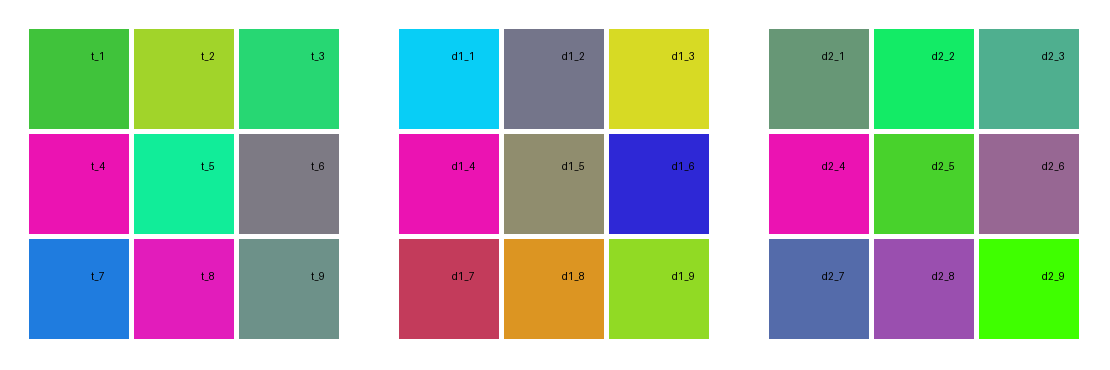 t_1 t_2 t_3 d1_1 d1_2 d1_3 d2_1 d2_2 d2_3
t_4 t_5 t_6 d1_4 d1_5 d1_6 d2_4 d2_5 d2_6
t_7 t_8 t_9 d1_7 d1_8 d1_9 d2_7 d2_8 d2_9